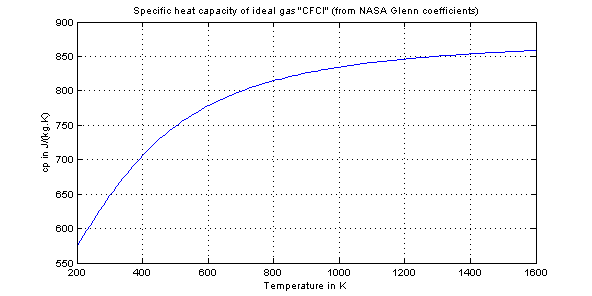 Specific heat capacity of ideal gas "CFCl" (from NASA Glenn coefficients)
900
850
800
750
700
650
600
550
cp in J/(kg.K)
200 400 600 800 1000 1200 1400 1600
Temperature in K